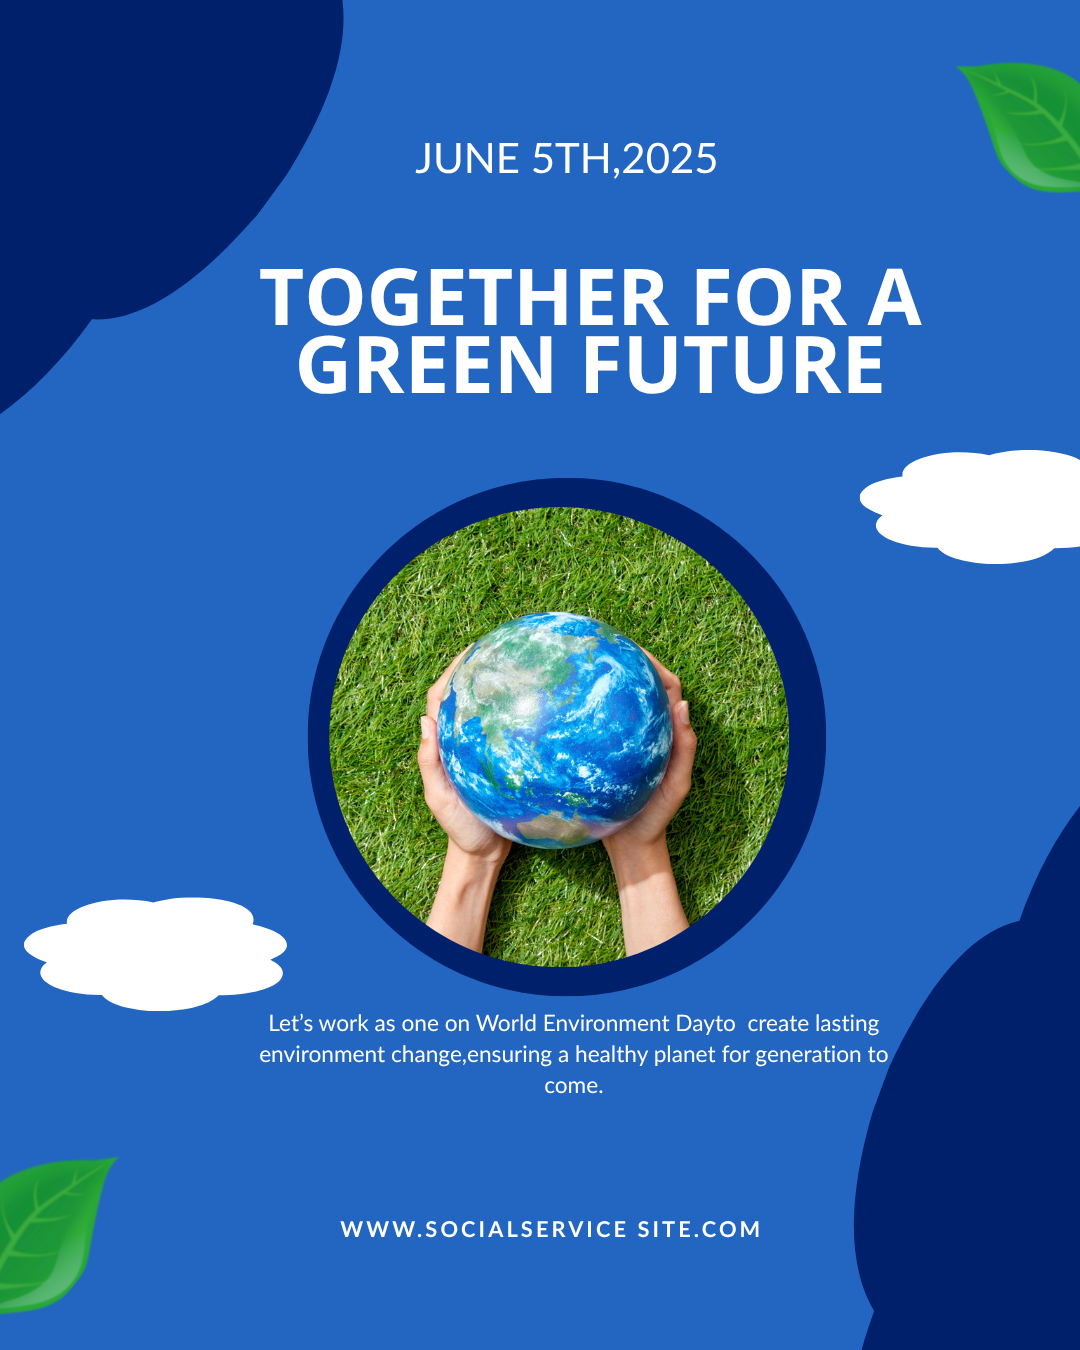 JUNE 5TH,2025
TOGETHER FOR A
GREEN FUTURE
Let’s work as one on World Environment Dayto  create lasting
environment change,ensuring a healthy planet for generation to
come.
WWW.SOCIALSERVICE SITE.COM